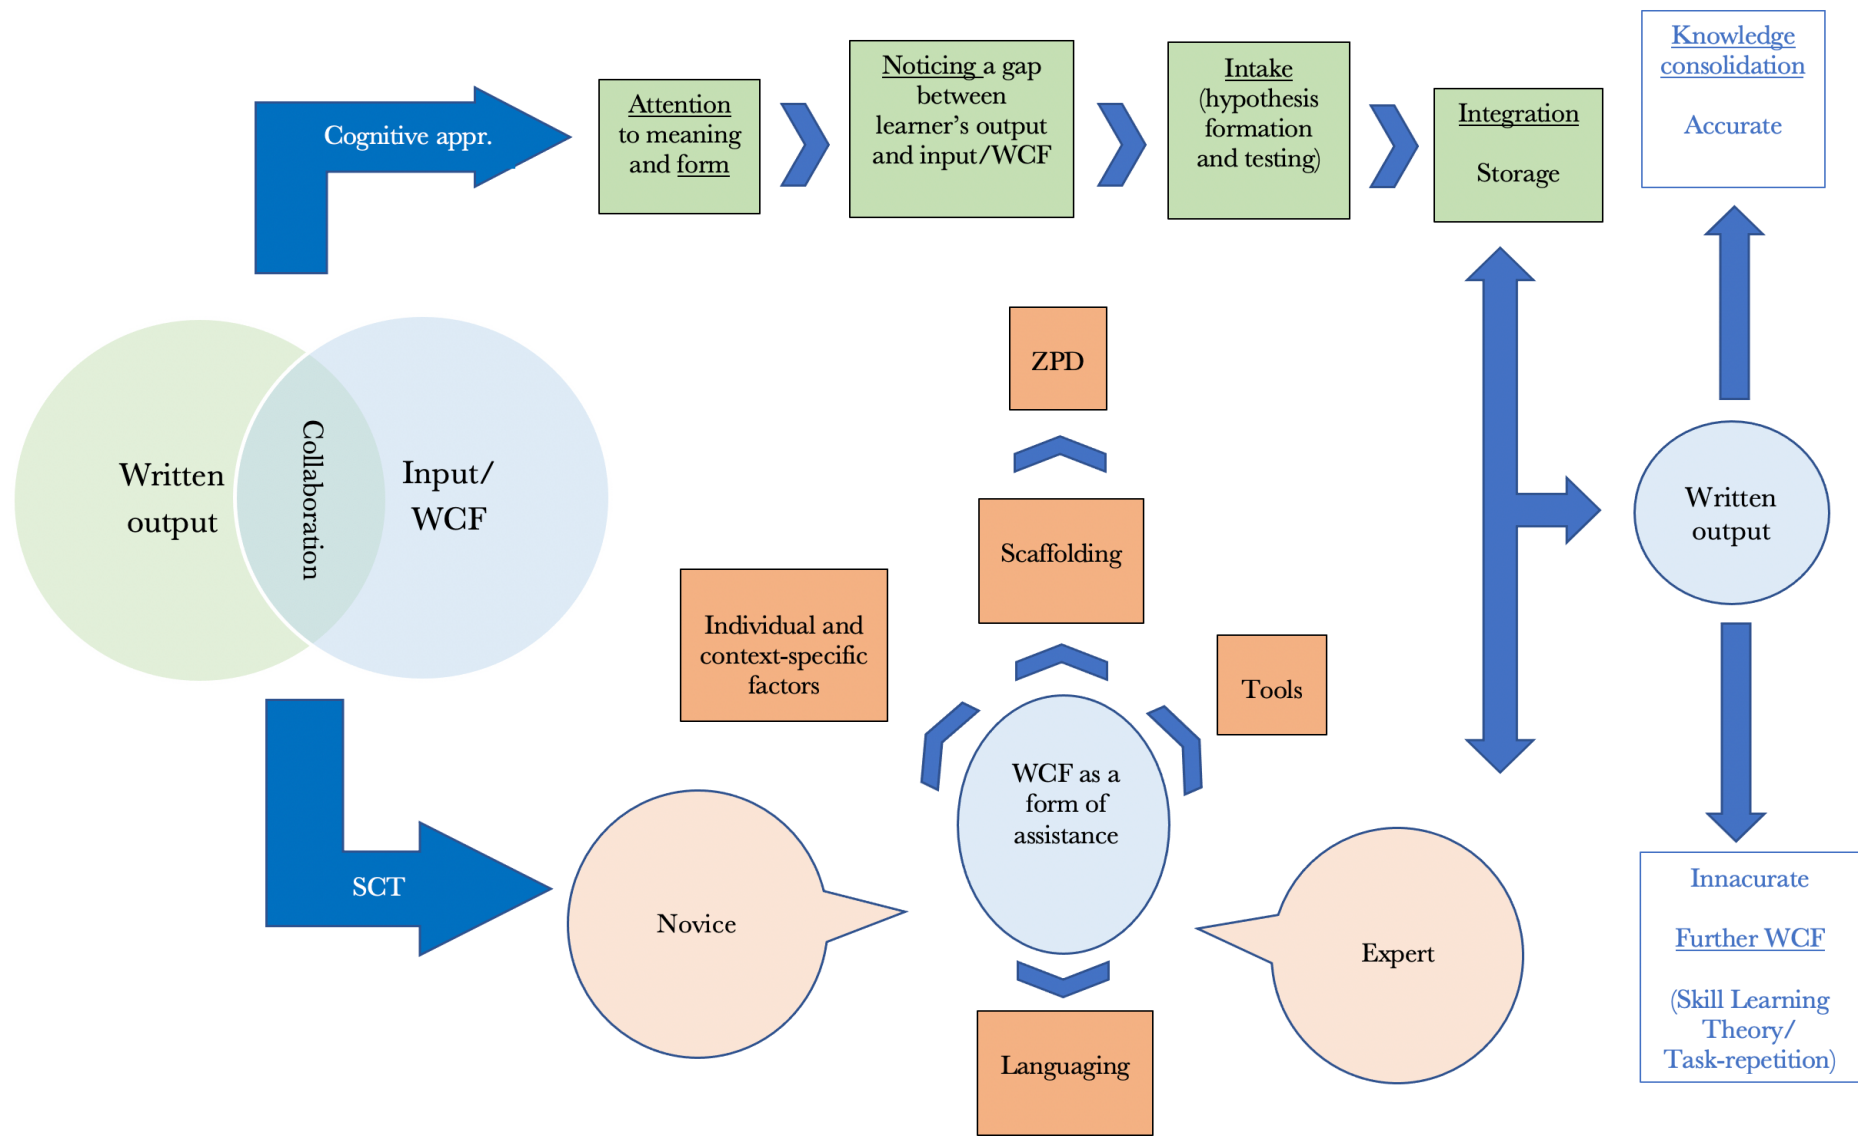 Cognitive appr.
Attention
to meaning
and form
Noticing a gap
between
learner's output
and input/WCF
Intake
(hypothesis
formation
and testing)
Integration
Storage
Knowledge
consolidation
Accurate
Written
output
Collaboration
Input/
WCF
ZPD
Scaffolding
Individual and
context-specific
factors
Tools
WCF as a
form of
assistance
Written
output
SCT
Novice
Expert
Languaging
Innacurate
Further WCF
(Skill Learning
Theory/
Task-repetition)